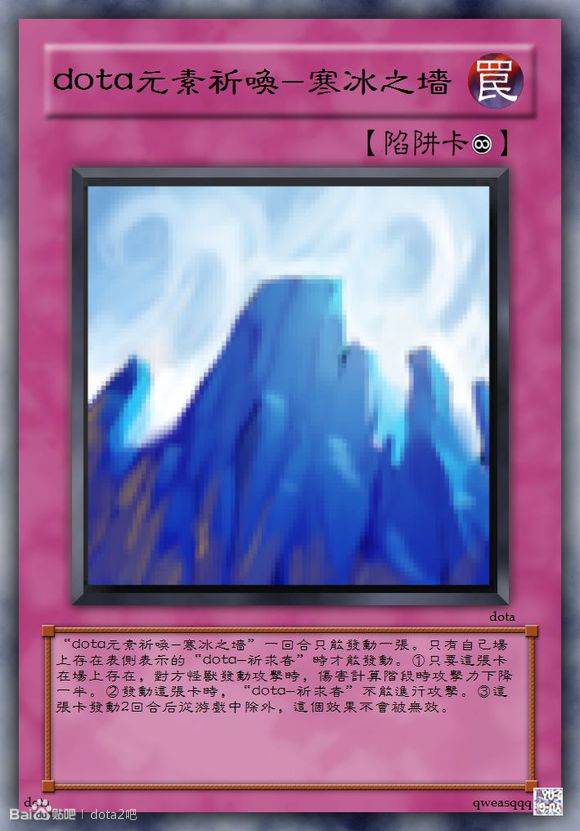 dota元素祈唤-寒冰之墙
罠
【陷阱卡♾】
dota
“dota元素祈唤-寒冰之墙”一回合只能發動一張。只有自己場
上存在表側表示的“dota-祈求者”時才能發動。①只要這張卡
在場上存在，對方怪獸發動攻擊時，傷害計算階段時攻擊力下降
一半。②發動這張卡時，“dota-祈求者”不能進行攻擊。③這
張卡發動2回合后從游戲中除外，這個效果不會被無效。
qweasqqq
Bai貼吧 | dota2吧